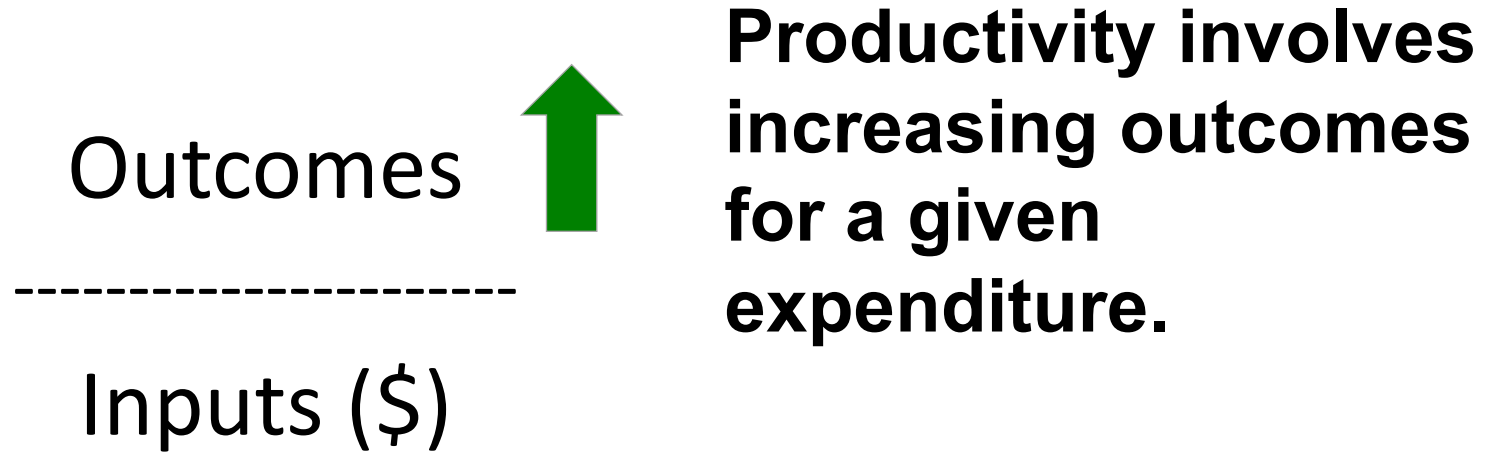 Outcomes
-----------------------
Inputs ($)
Productivity involves
increasing outcomes
for a given
expenditure.